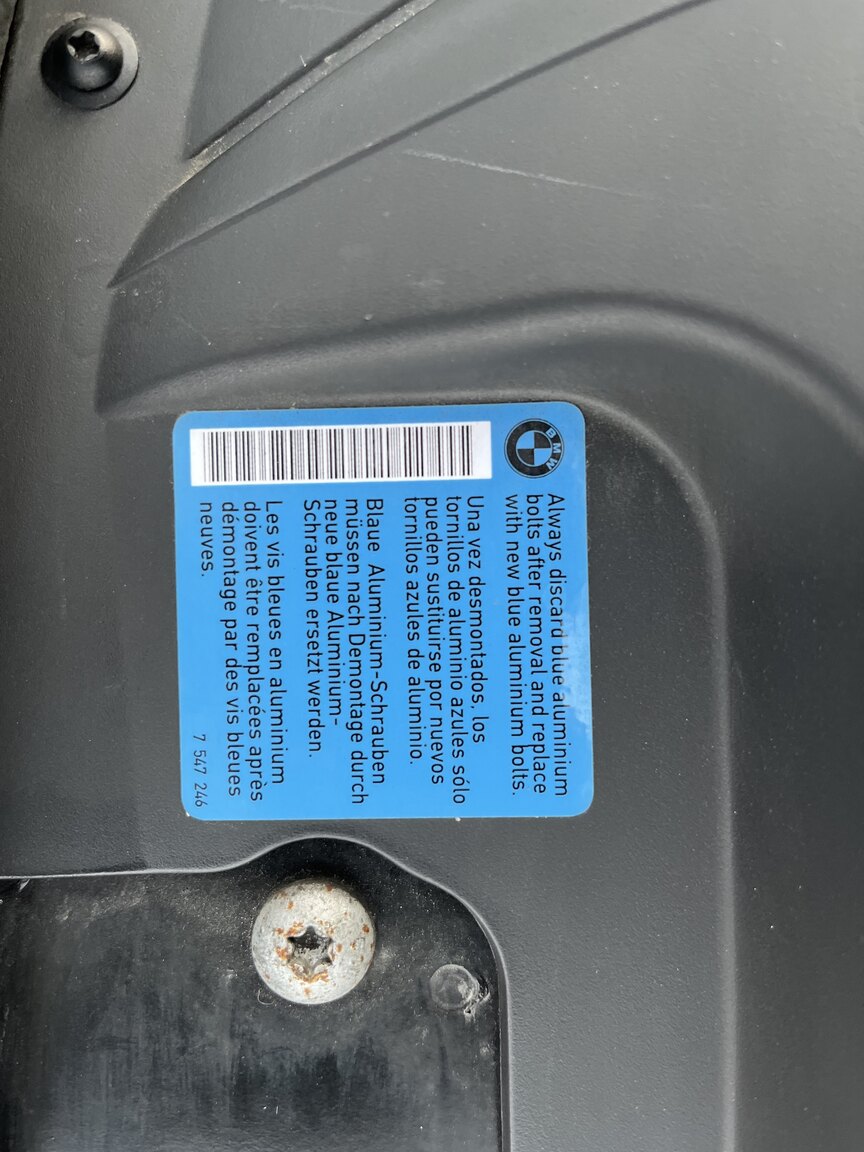 BMW
Always discard blue aluminium
bolts after removal and replace
with new blue aluminium bolts.
Una vez desmontados, los
tornillos de aluminio azules sólo
pueden sustituirse por nuevos
tornillos azules de aluminio.
Blaue Aluminium-Schrauben
müssen nach Demontage durch
neue blaue Aluminium-
Schrauben ersetzt werden.
Les vis bleues en aluminium
doivent être remplacées après
démontage par des vis bleues
neuves.
7 547 246